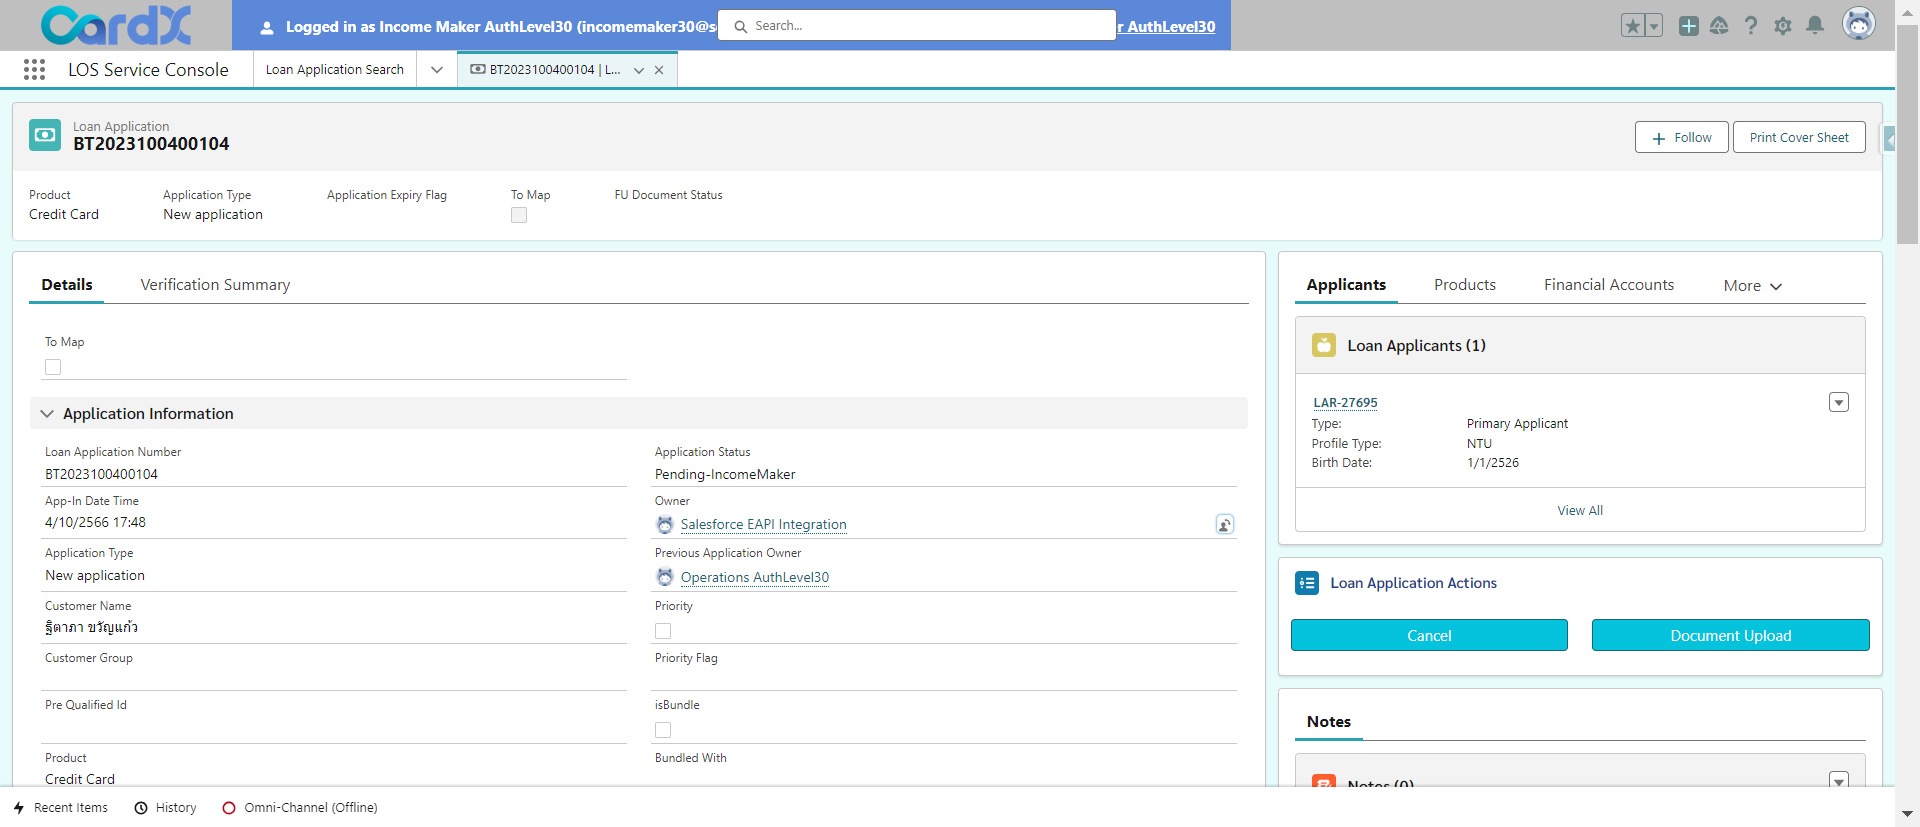 CardX
Logged in as Income Maker AuthLevel30 (incomemaker30@s
Search...
r AuthLevel30
LOS Service Console
Loan Application Search
BT2023100400104 | L...
Loan Application
BT2023100400104
Follow
Print Cover Sheet
Product
Application Type
Application Expiry Flag
To Map
FU Document Status
Credit Card
New application
Details
Verification Summary
To Map
Application Information
Loan Application Number
BT2023100400104
Application Status
Pending-IncomeMaker
App-In Date Time
4/10/2566 17:48
Owner
Salesforce EAPI Integration
Application Type
New application
Previous Application Owner
Operations AuthLevel30
Customer Name
ฐิตาภา ขวัญแก้ว
Priority
Customer Group
Priority Flag
Pre Qualified Id
isBundle
Product
Credit Card
Bundled With
Applicants
Products
Financial Accounts
More
Loan Applicants (1)
LAR-27695
Type:
Primary Applicant
Profile Type:
NTU
Birth Date:
1/1/2526
View All
Loan Application Actions
Cancel
Document Upload
Notes
Notes (0)
Recent Items
History
Omni-Channel (Offline)